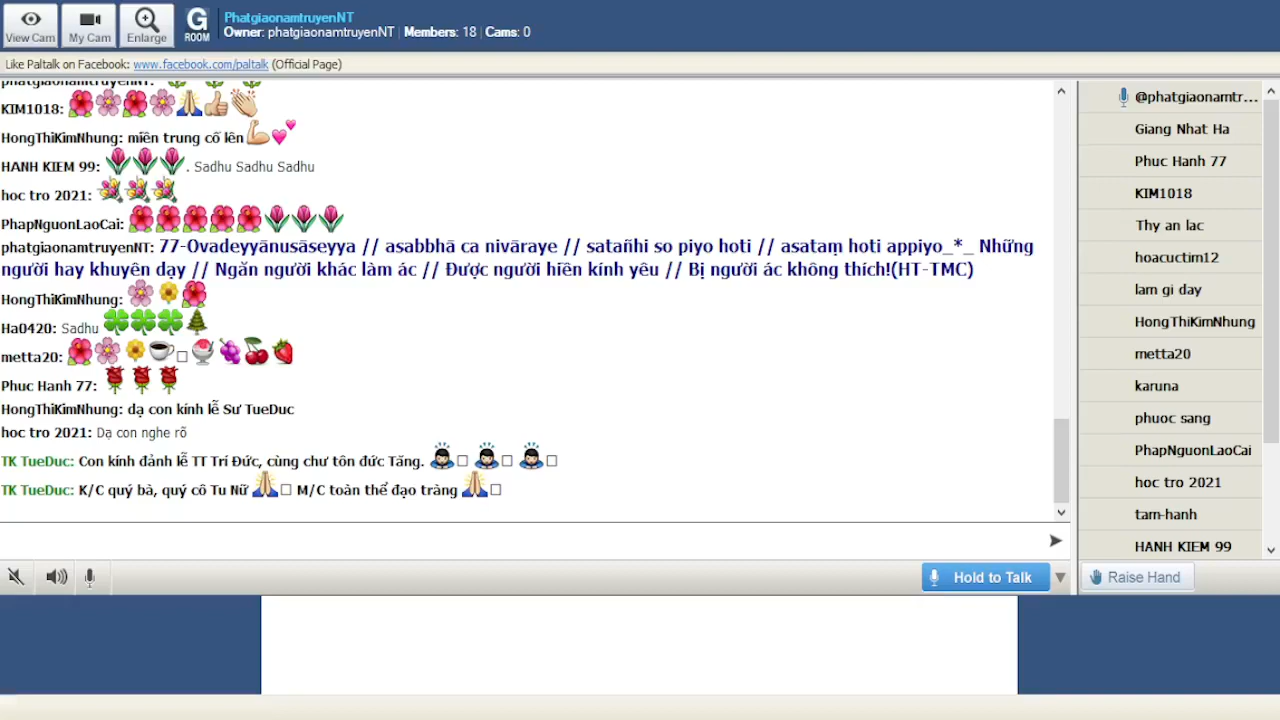 PhatgiaonamtruyenNT
Owner: phatgiaonamtruyenNT | Members: 18 | Cams: 0
View Cam
My Cam
Enlarge
G ROOM
Like Paltalk on Facebook: www.facebook.com/paltalk (Official Page)
phatgiaonamtruyenNT:
KIM1018: 🌺🌸🌺🌸🙏👍👏
HongThiKimNhung: miền trung cố lên💪💕
HANH KIEM 99: 🌷🌷🌷. Sadhu Sadhu Sadhu
hoc tro 2021: 💐💐💐
PhapNguonLaoCai: 🌺🌺🌺🌺🌺🌷🌷🌷
phatgiaonamtruyenNT: 77-Ovadeyyānusāseyya // asabbhā ca nivāraye // satañhi so piyo hoti // asataṃ hoti appiyo_*_ Những
người hay khuyên dạy // Ngăn người khác làm ác // Được người hiền kính yêu // Bị người ác không thích!(HT-TMC)
HongThiKimNhung: 🌸🌼🌺
Ha0420: Sadhu 🍀🍀🍀🌲
metta20: 🌺🌸🌼☕□🍨🍇🍒🍓
Phuc Hanh 77: 🌹🌹🌹
HongThiKimNhung: dạ con kính lễ Sư TueDuc
hoc tro 2021: Dạ con nghe rõ
TK TueDuc: Con kính đảnh lễ TT Trí Đức, cùng chư tôn đức Tăng. 🙇□ 🙇□ 🙇□
TK TueDuc: K/C quý bà, quý cô Tu Nữ 🙏□ M/C toàn thể đạo tràng 🙏□
@phatgiaonamtr...
Giang Nhat Ha
Phuc Hanh 77
KIM1018
Thy an lac
hoacuctim12
lam gi day
HongThiKimNhung
metta20
karuna
phuoc sang
PhapNguonLaoCai
hoc tro 2021
tam-hanh
HANH KIEM 99
Hold to Talk
Raise Hand